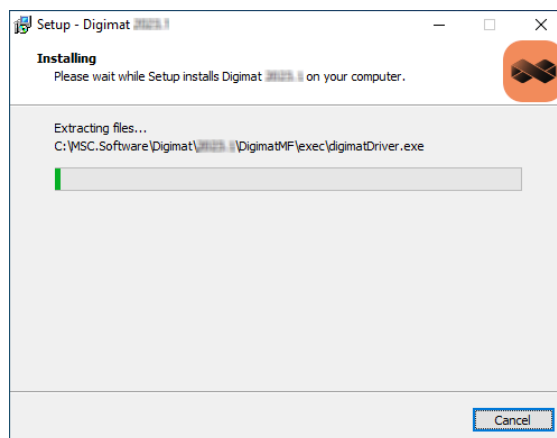 Setup - Digimat
Installing
Please wait while Setup installs Digimat on your computer.
Extracting files...
C:\MSC.Software\Digimat\ \DigimatMF\exec\digimatDriver.exe
Cancel